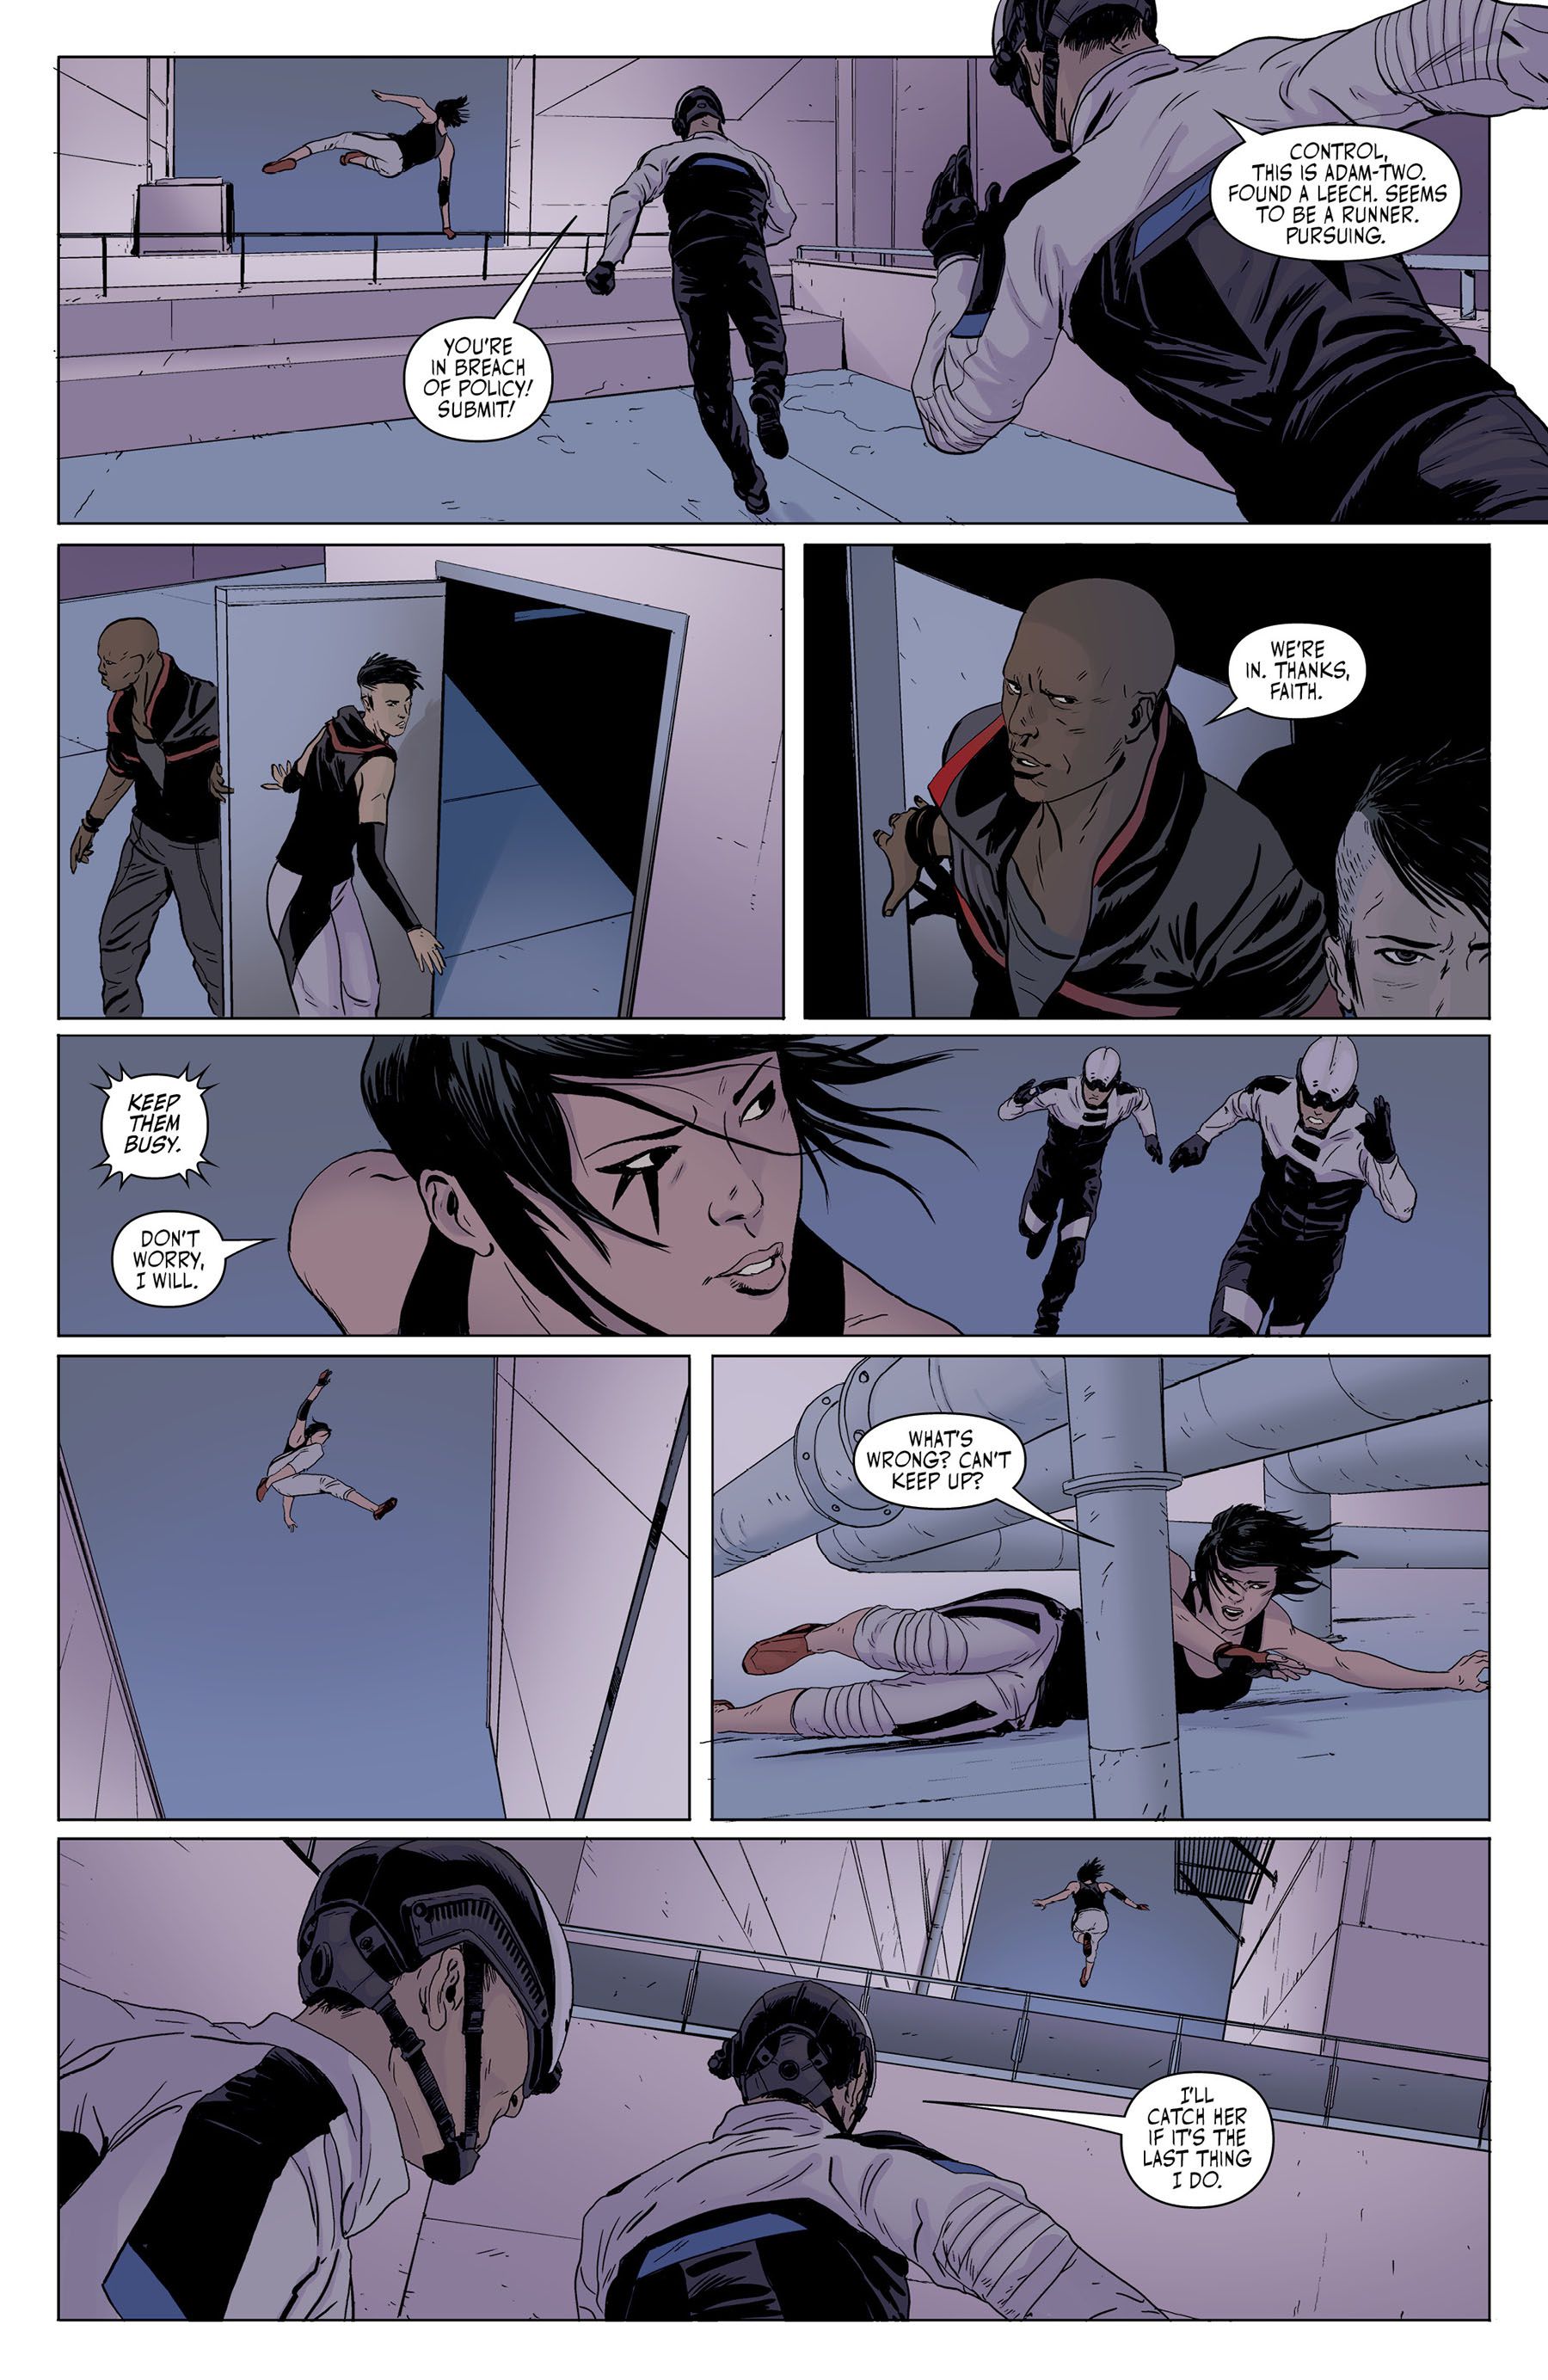 YOU'RE
IN BREACH
OF POLICY!
SUBMIT!
CONTROL,
THIS IS ADAM-TWO.
FOUND A LEECH. SEEMS
TO BE A RUNNER.
PURSUING.
WE'RE
IN. THANKS,
FAITH.
KEEP
THEM
BUSY.
DON'T
WORRY,
I WILL.
WHAT'S
WRONG? CAN'T
KEEP UP?
I'LL
CATCH HER
IF IT'S THE
LAST THING
I DO.